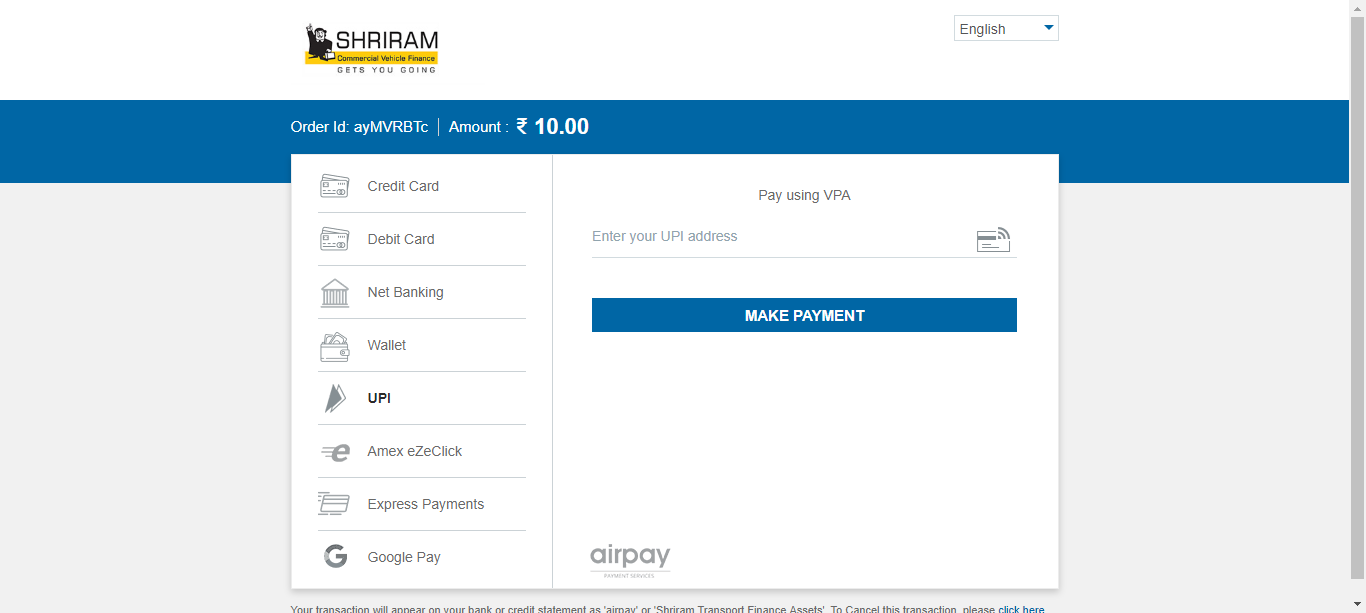 SHRIRAM
Commercial Vehicle Finance
GETS YOU GOING
English
Order Id: ayMVRBTc | Amount : ₹ 10.00
Credit Card
Debit Card
Net Banking
Wallet
UPI
Amex eZeClick
Express Payments
Google Pay
Pay using VPA
Enter your UPI address
MAKE PAYMENT
airpay
PAYMENT SERVICES
Your transaction will appear on your bank or credit statement as 'airpay' or 'Shriram Transport Finance Assets'. To Cancel this transaction, please click here